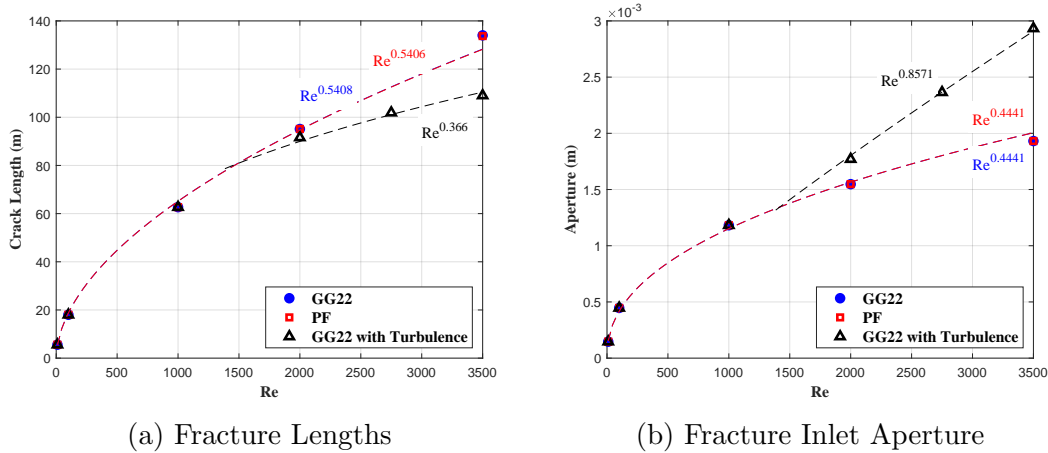 140
120
100
80
60
40
20
0
Crack Length (m)
0 500 1000 1500 2000 2500 3000 3500
Re
Re^0.5406
Re^0.5408
Re^0.366
GG22
PF
GG22 with Turbulence
(a) Fracture Lengths
×10^-3
3
2.5
2
1.5
1
0.5
0
Aperture (m)
0 500 1000 1500 2000 2500 3000 3500
Re
Re^0.8571
Re^0.4441
Re^0.4441
GG22
PF
GG22 with Turbulence
(b) Fracture Inlet Aperture